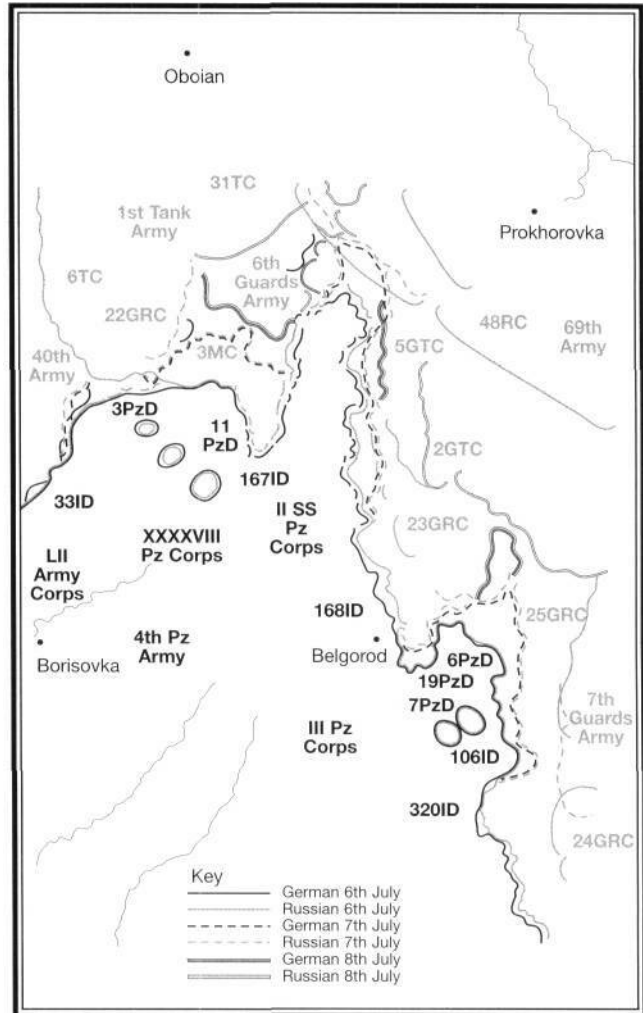 Oboian
31TC
1st Tank
Army
Prokhorovka
6th
Guards
Army
6TC
22GRC
48RC
69th
Army
40th
Army
3MC
5GTC
3PzD
11
PzD
2GTC
167ID
33ID
II SS
Pz
Corps
23GRC
XXXXVIII
Pz Corps
LII
Army
Corps
168ID
25GRC
4th Pz
Army
Borisovka
Belgorod
6PzD
19PzD
7PzD
7th
Guards
Army
III Pz
Corps
106ID
320ID
24GRC
Key
German 6th July
Russian 6th July
German 7th July
Russian 7th July
German 8th July
Russian 8th July